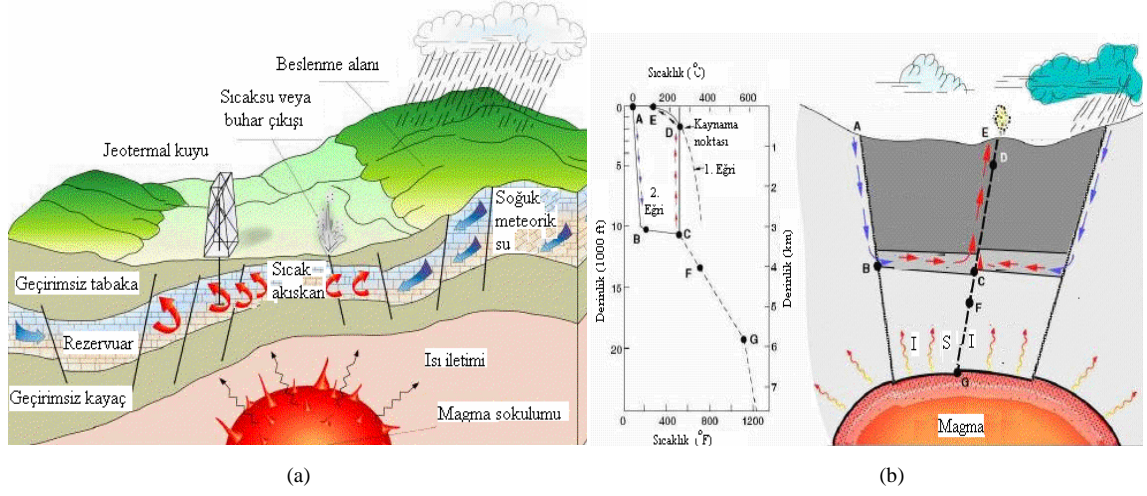 Beslenme alanı
Sıcaksu veya
buhar çıkışı
Jeotermal kuyu
Soğuk
meteorik
su
Geçirimsiz tabaka
Sıcak
akıskan
Rezervuar
Isı iletimi
Geçirimsiz kayaç
Magma sokulumu
(a)
Sıcaklık (°C)
0 200 400 600
0
5
10
15
20
Derinlik (1000 ft)
A
E
D
Kaynama
noktası
1. Eğri
2.
Eğri
B
C
F
G
1
2
3
4
5
6
7
Derinlik (km)
0 400 800 1200
Sıcaklık (°F)
A
E
D
B
C
F
I S I
G
Magma
(b)